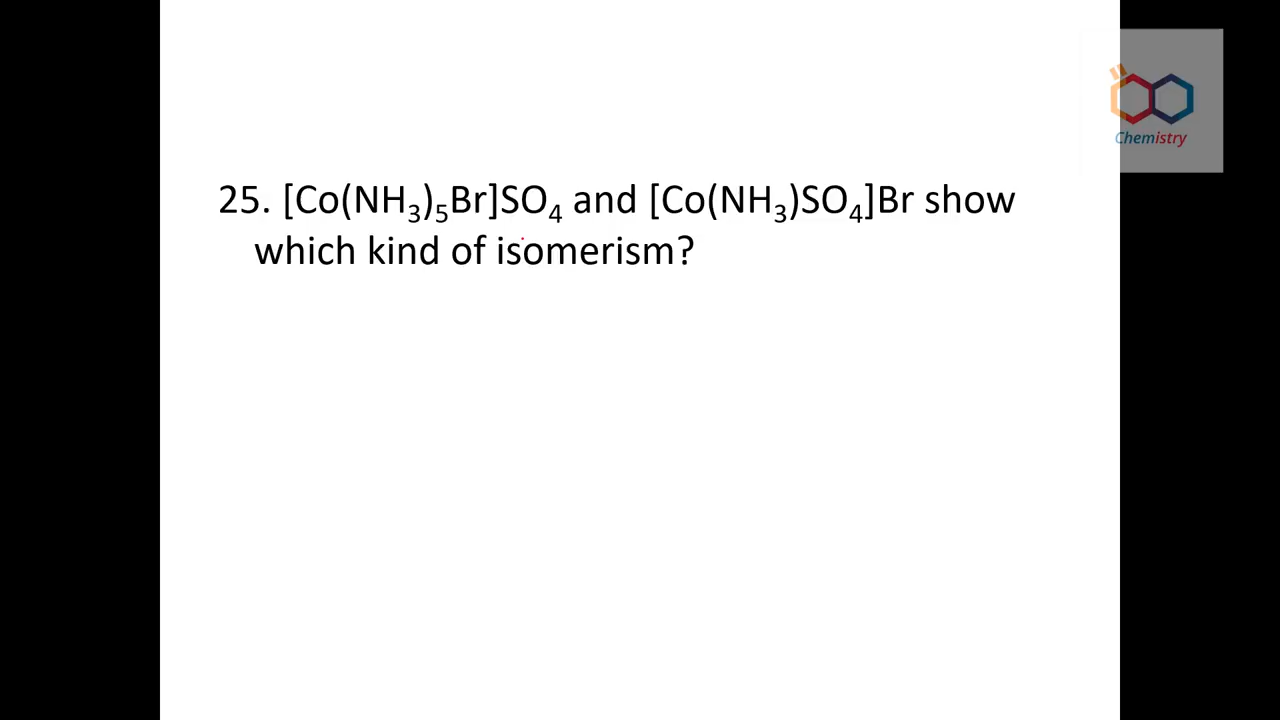 Chemistry
25. [Co(NH₃)₅Br]SO₄ and [Co(NH₃)SO₄]Br show
which kind of isomerism?